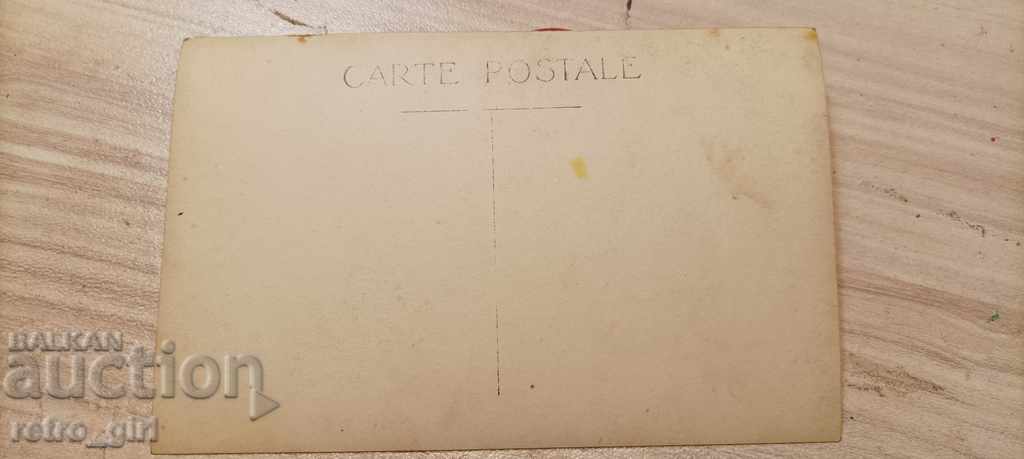 CARTE POSTALE
BALKAN
auction
retro_girl